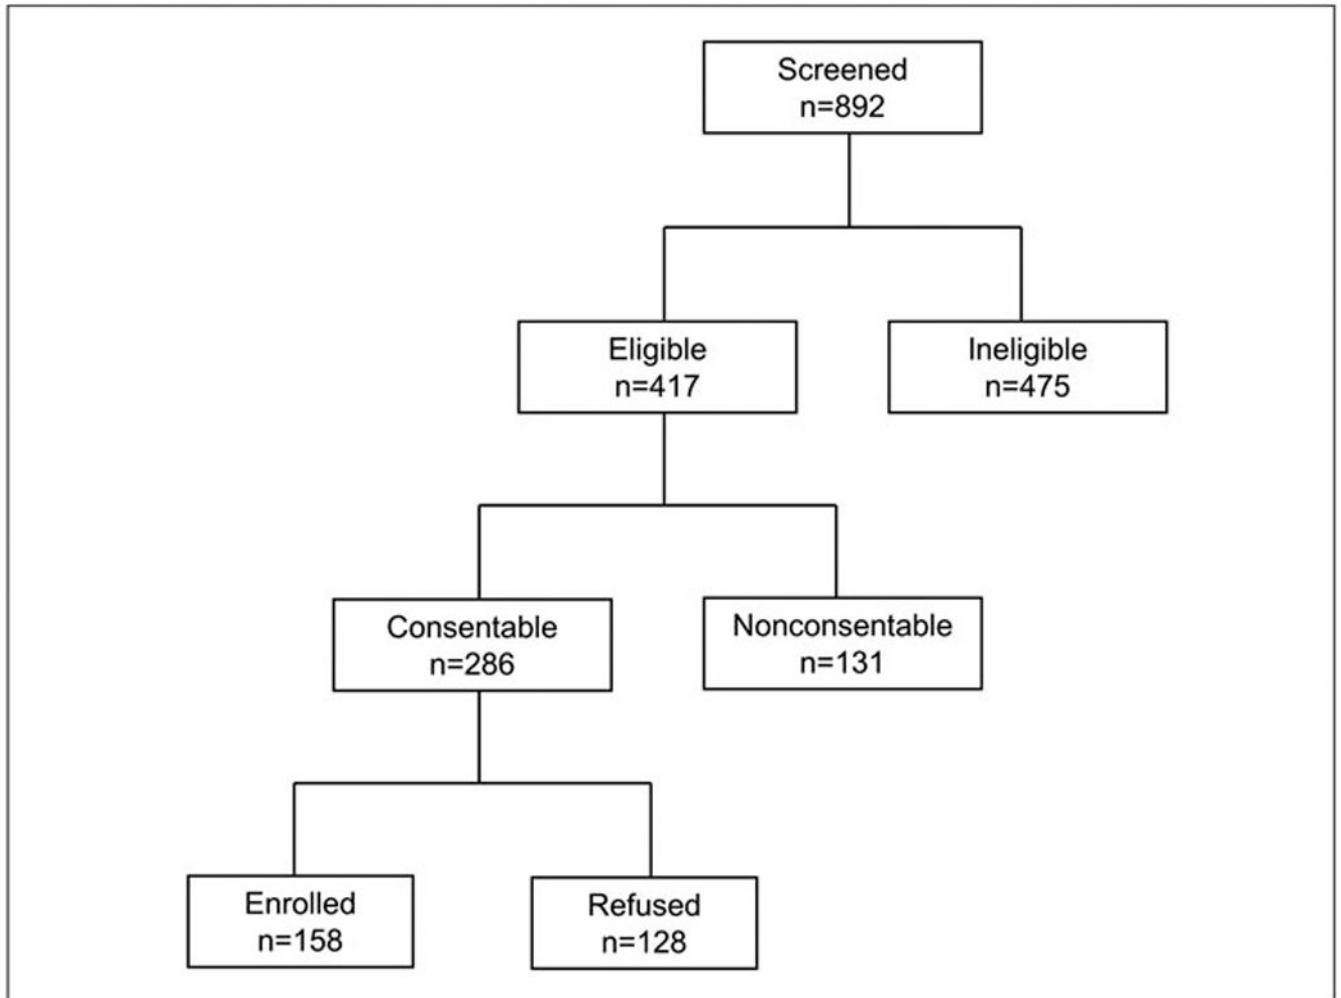 Screened
n=892
Eligible
n=417
Ineligible
n=475
Consentable
n=286
Nonconsentable
n=131
Enrolled
n=158
Refused
n=128